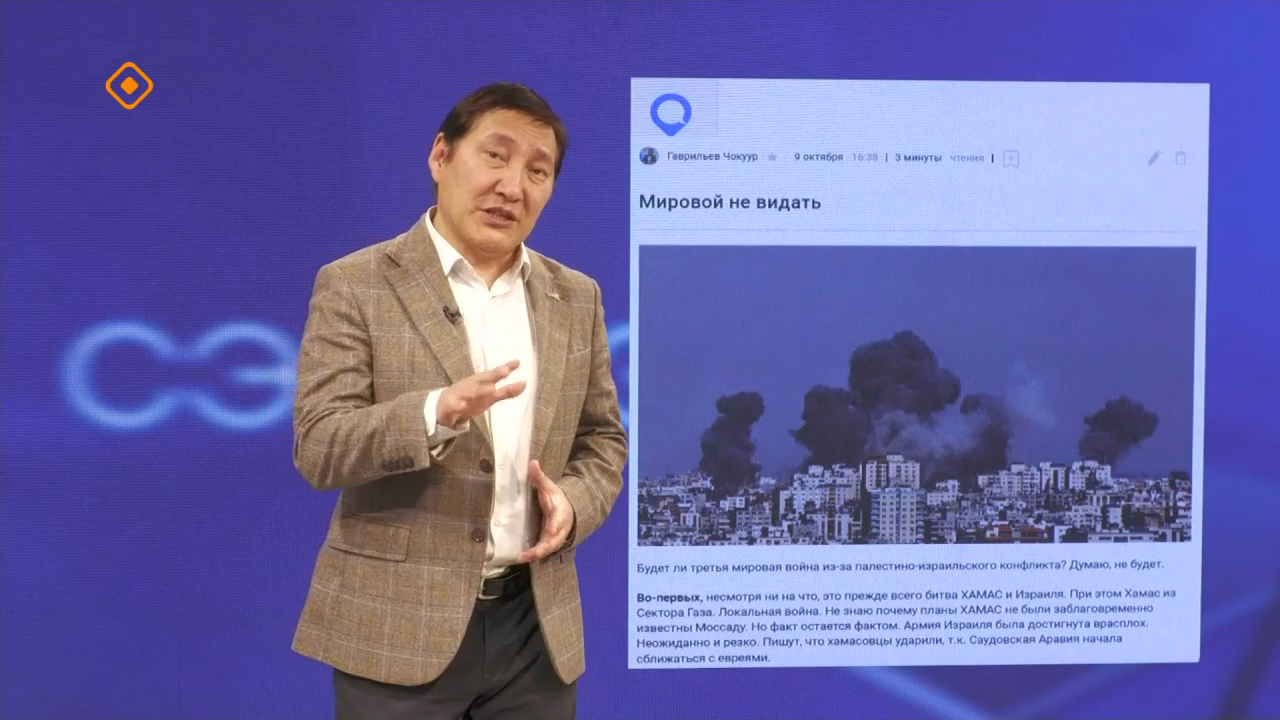 сэ
Гаврильев Чокуур 9 октября 16:38 | 3 минуты чтения |
Мировой не видать
Будет ли третья мировая война из-за палестино-израильского конфликта? Думаю, не будет.
Во-первых, несмотря ни на что, это прежде всего битва ХАМАС и Израиля. При этом Хамас из
Сектора Газа. Локальная война. Не знаю почему планы ХАМАС не были заблаговременно
известны Моссаду. Но факт остается фактом. Армия Израиля была достигнута врасплох.
Неожиданно и резко. Пишут, что хамасовцы ударили, т.к. Саудовская Аравия начала
сближаться с евреями.